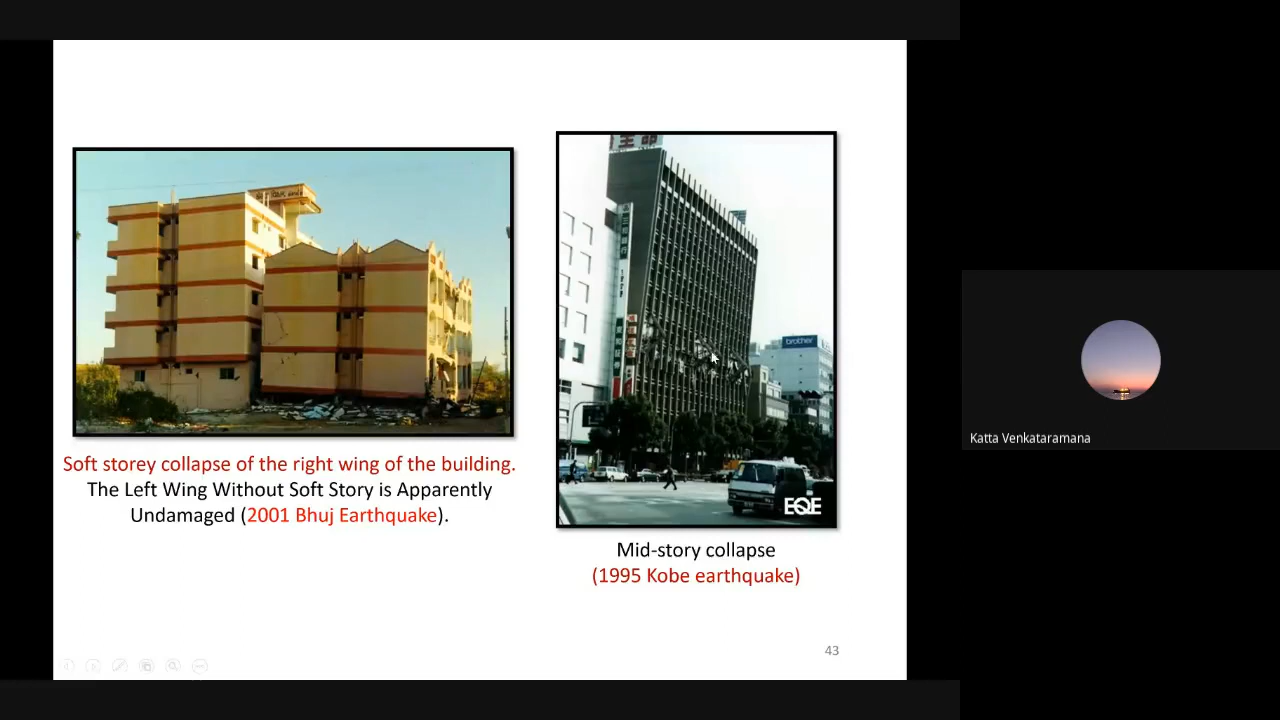 brother
EQE
Soft storey collapse of the right wing of the building.
The Left Wing Without Soft Story is Apparently
Undamaged (2001 Bhuj Earthquake).
Mid-story collapse
(1995 Kobe earthquake)
43
Katta Venkataramana